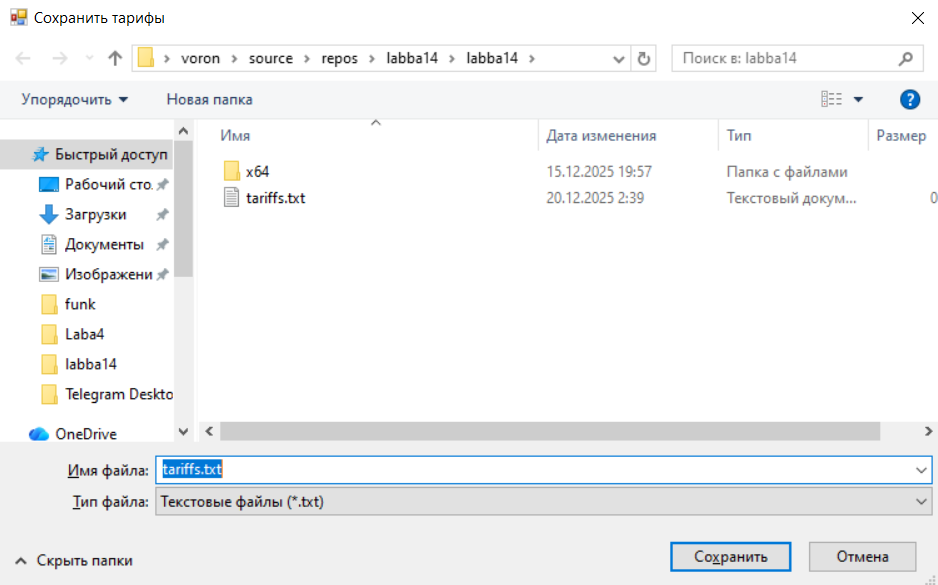 Сохранить тарифы
voron › source › repos › labba14 › labba14 ›
Поиск в: labba14
Упорядочить
Новая папка
?
Имя
Дата изменения
Тип
Размер
x64
15.12.2025 19:57
Папка с файлами
tariffs.txt
20.12.2025 2:39
Текстовый докум...
0
Быстрый доступ
Рабочий сто.
Загрузки
Документы
Изображени
funk
Laba4
labba14
Telegram Deskto
OneDrive
Имя файла:
tariffs.txt
Тип файла:
Текстовые файлы (*.txt)
Скрыть папки
Сохранить
Отмена